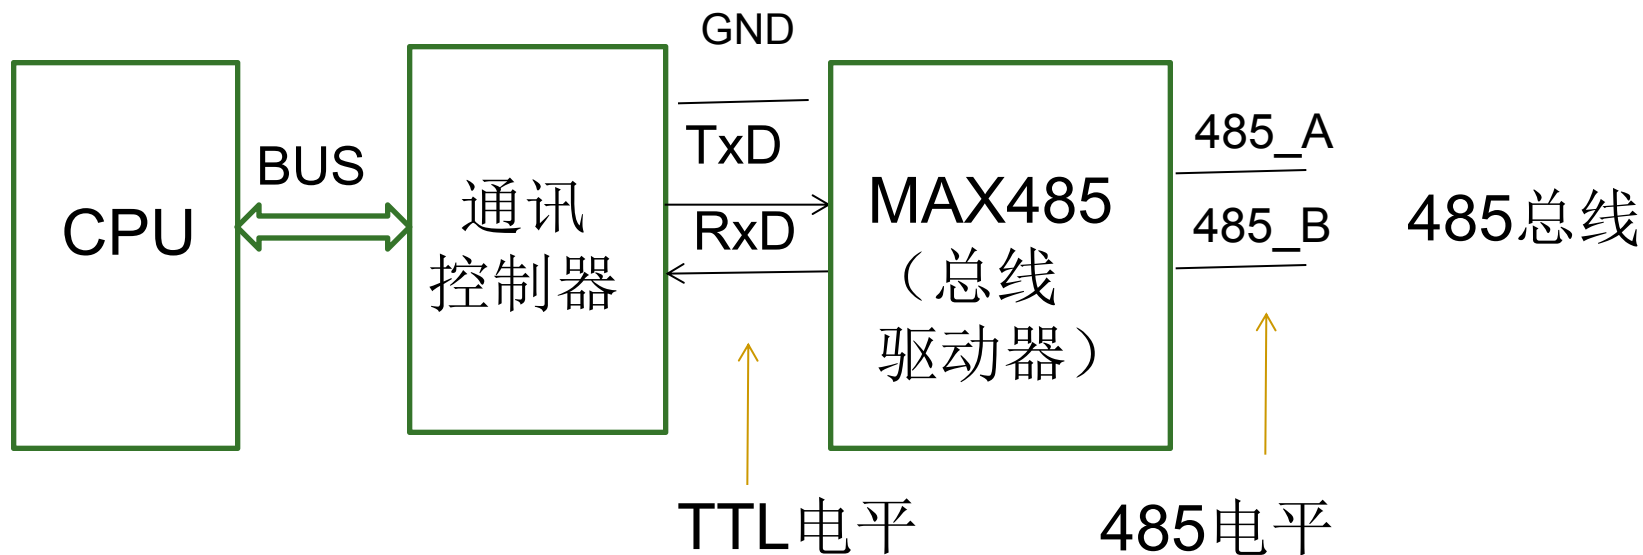 CPU
BUS
通讯
控制器
GND
TxD
RxD
MAX485
（总线
驱动器）
485_A
485_B
485总线
TTL电平
485电平